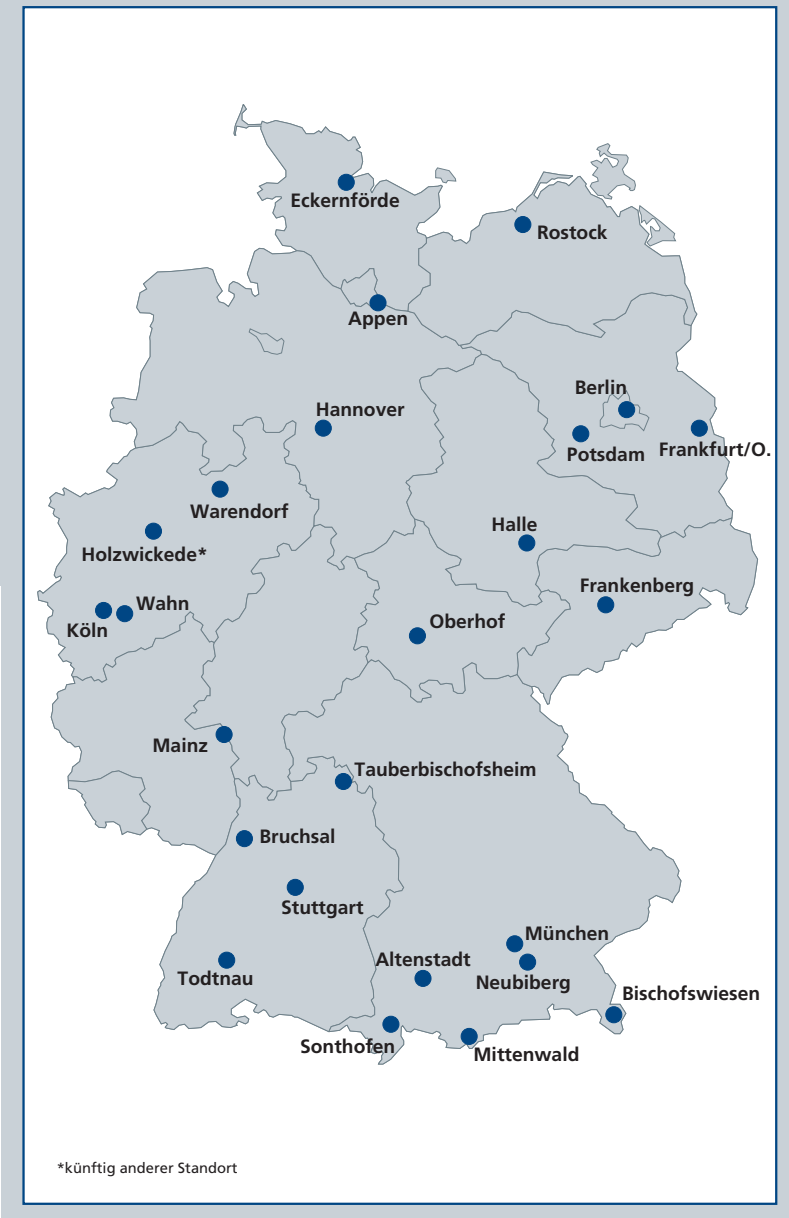 Eckernförde
Rostock
Appen
Berlin
Hannover
Potsdam
Frankfurt/O.
Warendorf
Halle
Holzwickede*
Frankenberg
Wahn
Köln
Oberhof
Mainz
Tauberbischofsheim
Bruchsal
Stuttgart
München
Altenstadt
Todtnau
Neubiberg
Bischofswiesen
Sonthofen
Mittenwald
*künftig anderer Standort